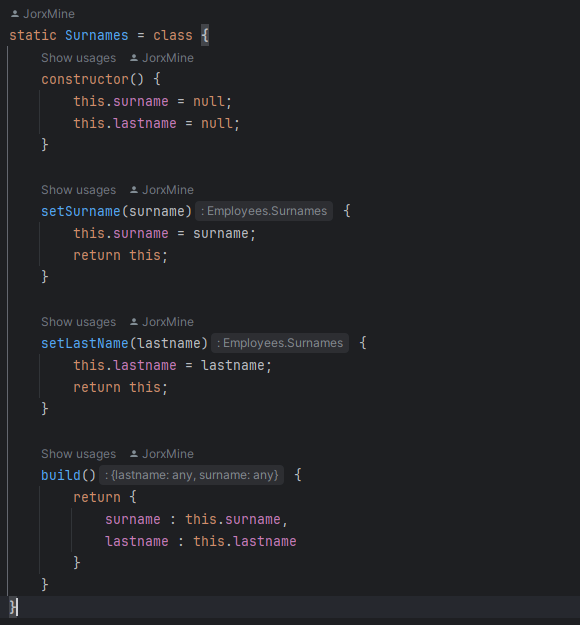 JorxMine
static Surnames = class {
Show usages JorxMine
constructor() {
this.surname = null;
this.lastname = null;
}
Show usages JorxMine
setSurname(surname) : Employees.Surnames {
this.surname = surname;
return this;
}
Show usages JorxMine
setLastName(lastname) : Employees.Surnames {
this.lastname = lastname;
return this;
}
Show usages JorxMine
build() : {lastname: any, surname: any} {
return {
surname : this.surname,
lastname : this.lastname
}
}
}